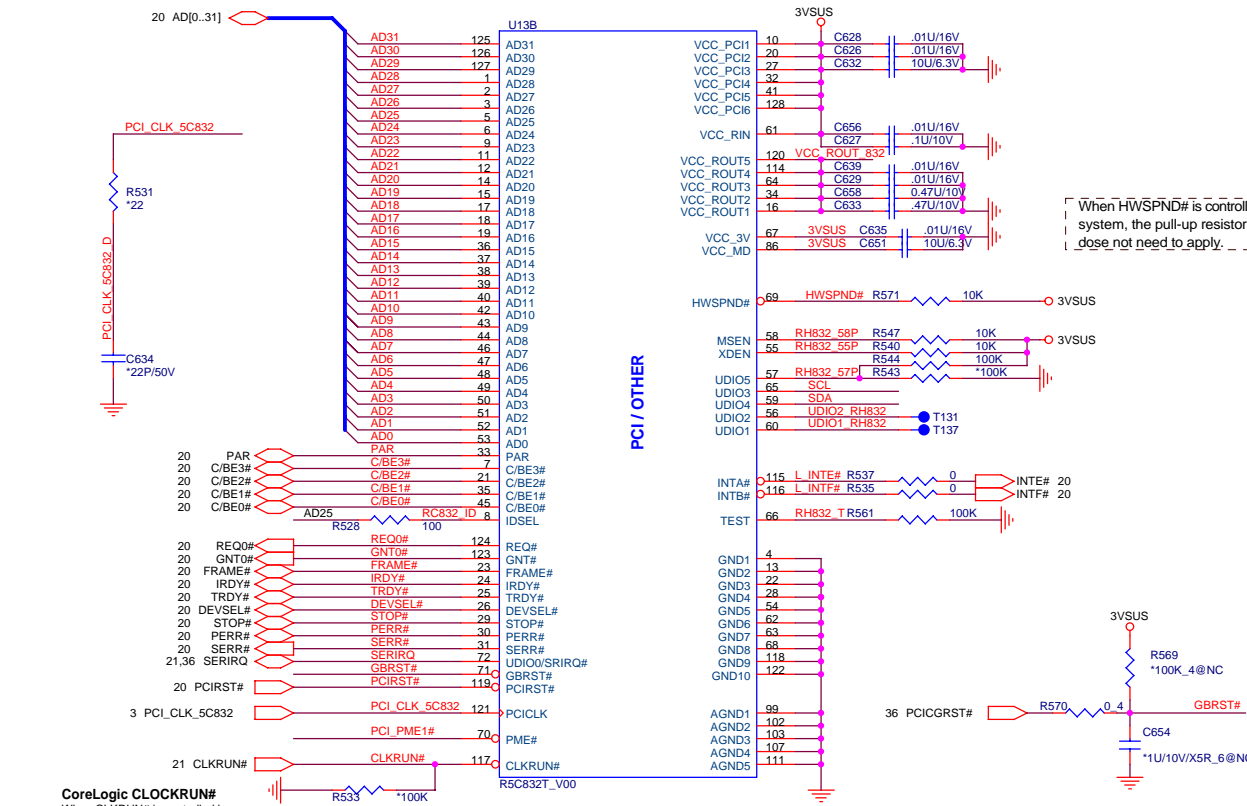 20 AD[0..31]
U13B
3VSUS
AD31 125 AD31
AD30 126 AD30
AD29 127 AD29
AD28 1 AD28
AD27 2 AD27
AD26 3 AD26
AD25 5 AD25
AD24 6 AD24
AD23 9 AD23
AD22 11 AD22
AD21 12 AD21
AD20 14 AD20
AD19 15 AD19
AD18 17 AD18
AD17 18 AD17
AD16 19 AD16
AD15 36 AD15
AD14 37 AD14
AD13 38 AD13
AD12 39 AD12
AD11 40 AD11
AD10 42 AD10
AD9 43 AD9
AD8 44 AD8
AD7 46 AD7
AD6 47 AD6
AD5 48 AD5
AD4 49 AD4
AD3 50 AD3
AD2 51 AD2
AD1 52 AD1
AD0 53 AD0
PCI_CLK_5C832
R531
*22
PCI_CLK_5C832_D
C634
*22P/50V
20 PAR PAR 33 PAR
20 C/BE3# C/BE3# 7 C/BE3#
20 C/BE2# C/BE2# 21 C/BE2#
20 C/BE1# C/BE1# 35 C/BE1#
20 C/BE0# C/BE0# 45 C/BE0#
AD25 R528 100 RC832_ID 8 IDSEL
20 REQ0# REQ0# 124 REQ#
20 GNT0# GNT0# 123 GNT#
20 FRAME# FRAME# 23 FRAME#
20 IRDY# IRDY# 24 IRDY#
20 TRDY# TRDY# 25 TRDY#
20 DEVSEL# DEVSEL# 26 DEVSEL#
20 STOP# STOP# 29 STOP#
20 PERR# PERR# 30 PERR#
20 SERR# SERR# 31 SERR#
21,36 SERIRQ SERIRQ 72 UDIO0/SRIRQ#
GBRST# 71 GBRST#
20 PCIRST# PCIRST# 119 PCIRST#
3 PCI_CLK_5C832 PCI_CLK_5C832 121 PCICLK
PCI_PME1# 70 PME#
21 CLKRUN# CLKRUN# 117 CLKRUN#
R533 *100K
R5C832T_V00
CoreLogic CLOCKRUN#
PCI / OTHER
VCC_PCI1 10 C628 .01U/16V
VCC_PCI2 20 C626 .01U/16V
VCC_PCI3 27 C632 10U/6.3V
VCC_PCI4 32
VCC_PCI5 41
VCC_PCI6 128
VCC_RIN 61 C656 .01U/16V
C627 .1U/10V
VCC_ROUT5 120 VCC_ROUT_832
VCC_ROUT4 114 C639 .01U/16V
VCC_ROUT3 64 C629 .01U/16V
VCC_ROUT2 34 C658 0.47U/10V
VCC_ROUT1 16 C633 .47U/10V
VCC_3V 67 3VSUS C635 .01U/16V
VCC_MD 86 3VSUS C651 10U/6.3V
When HWSPND# is controll
system, the pull-up resistor
dose not need to apply.
HWSPND# 69 HWSPND# R571 10K 3VSUS
MSEN 58 RH832_58P R547 10K 3VSUS
XDEN 55 RH832_55P R540 10K
R544 100K
UDIO5 57 RH832_57P R543 *100K
UDIO3 65 SCL
UDIO4 59 SDA
UDIO2 56 UDIO2_RH832 T131
UDIO1 60 UDIO1_RH832 T137
INTA# 115 L_INTE# R537 0 INTE# 20
INTB# 116 L_INTF# R535 0 INTF# 20
TEST 66 RH832_T R561 100K
GND1 4
GND2 13
GND3 22
GND4 28
GND5 54
GND6 62
GND7 63
GND8 68
GND9 118
GND10 122
AGND1 99
AGND2 102
AGND3 103
AGND4 107
AGND5 111
3VSUS
R569
*100K_4@NC
36 PCICGRST# R570 0_4 GBRST#
C654
*1U/10V/X5R_6@NC